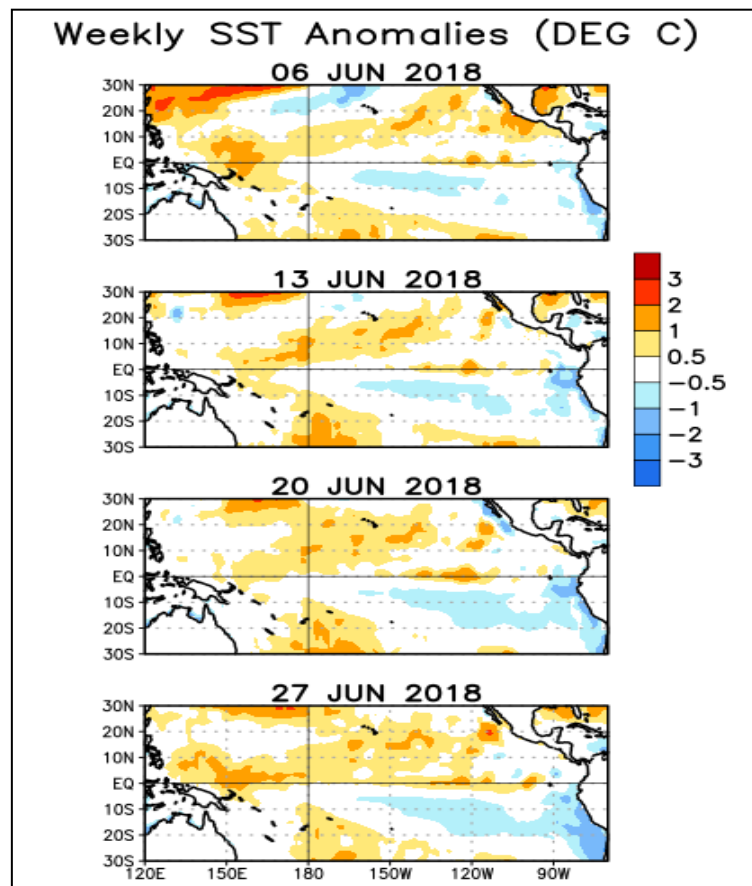 Weekly SST Anomalies (DEG C)
06 JUN 2018
30N
20N
10N
EQ
10S
20S
30S
13 JUN 2018
30N
20N
10N
EQ
10S
20S
30S
3
2
1
0.5
-0.5
-1
-2
-3
20 JUN 2018
30N
20N
10N
EQ
10S
20S
30S
27 JUN 2018
30N
20N
10N
EQ
10S
20S
30S
120E 150E 180 150W 120W 90W